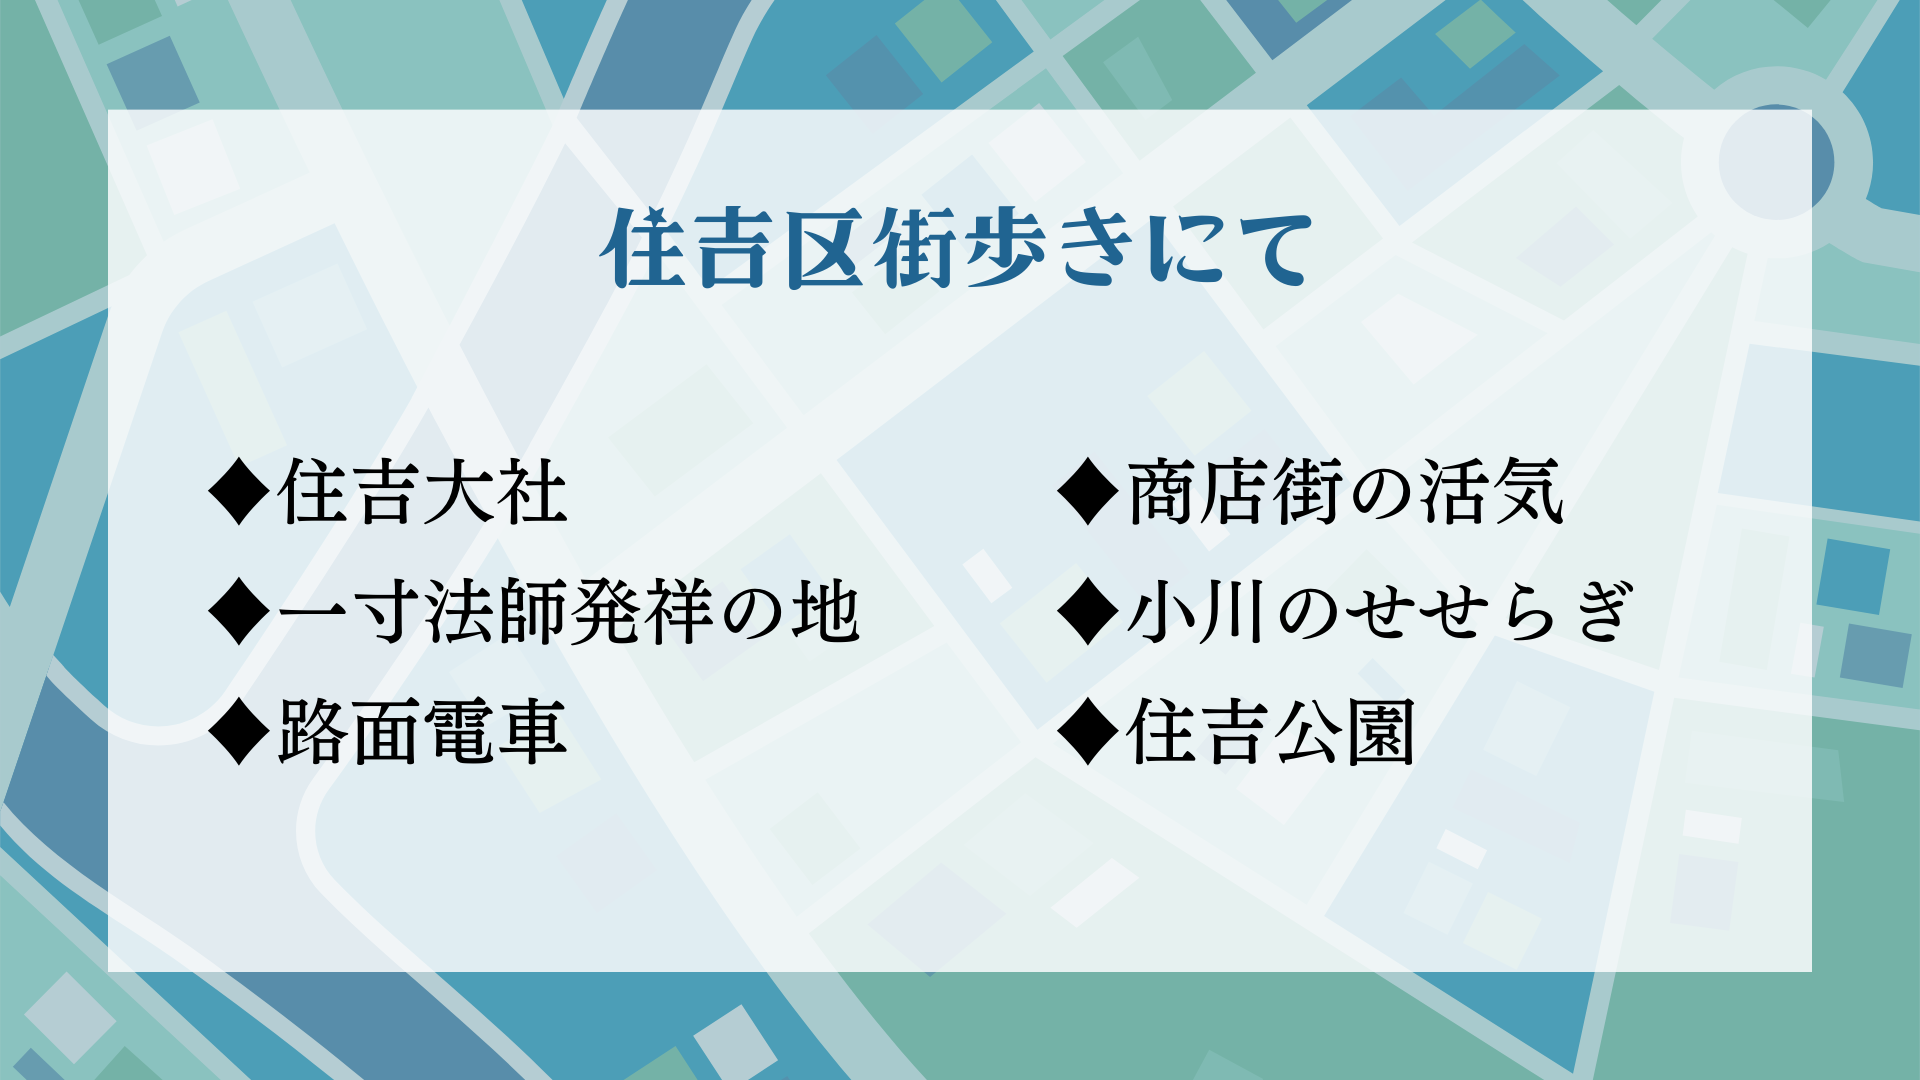 住吉区街歩きにて
◆住吉大社
◆一寸法師発祥の地
◆路面電車
◆商店街の活気
◆小川のせせらぎ
◆住吉公園